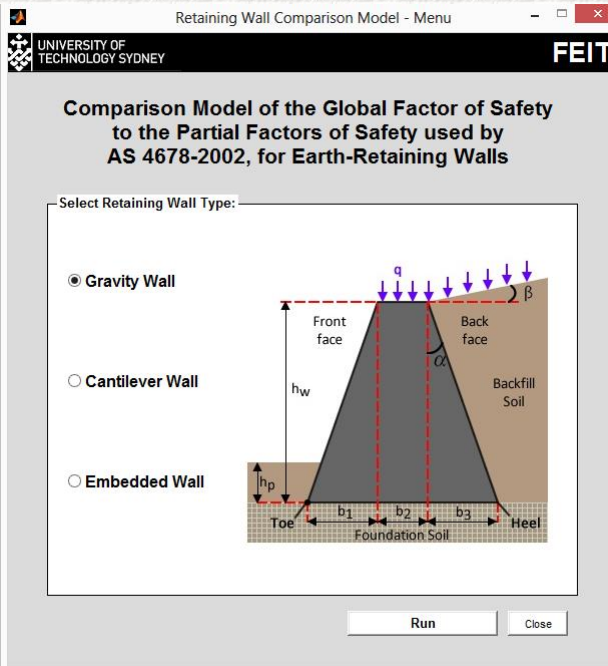 Retaining Wall Comparison Model - Menu
UNIVERSITY OF
TECHNOLOGY SYDNEY
FEIT
Comparison Model of the Global Factor of Safety
to the Partial Factors of Safety used by
AS 4678-2002, for Earth-Retaining Walls
Select Retaining Wall Type:
Gravity Wall
Cantilever Wall
Embedded Wall
q
β
Front
face
Back
face
α
hw
Backfill
Soil
hp
Toe
b1
b2
b3
Heel
Foundation Soil
Run
Close